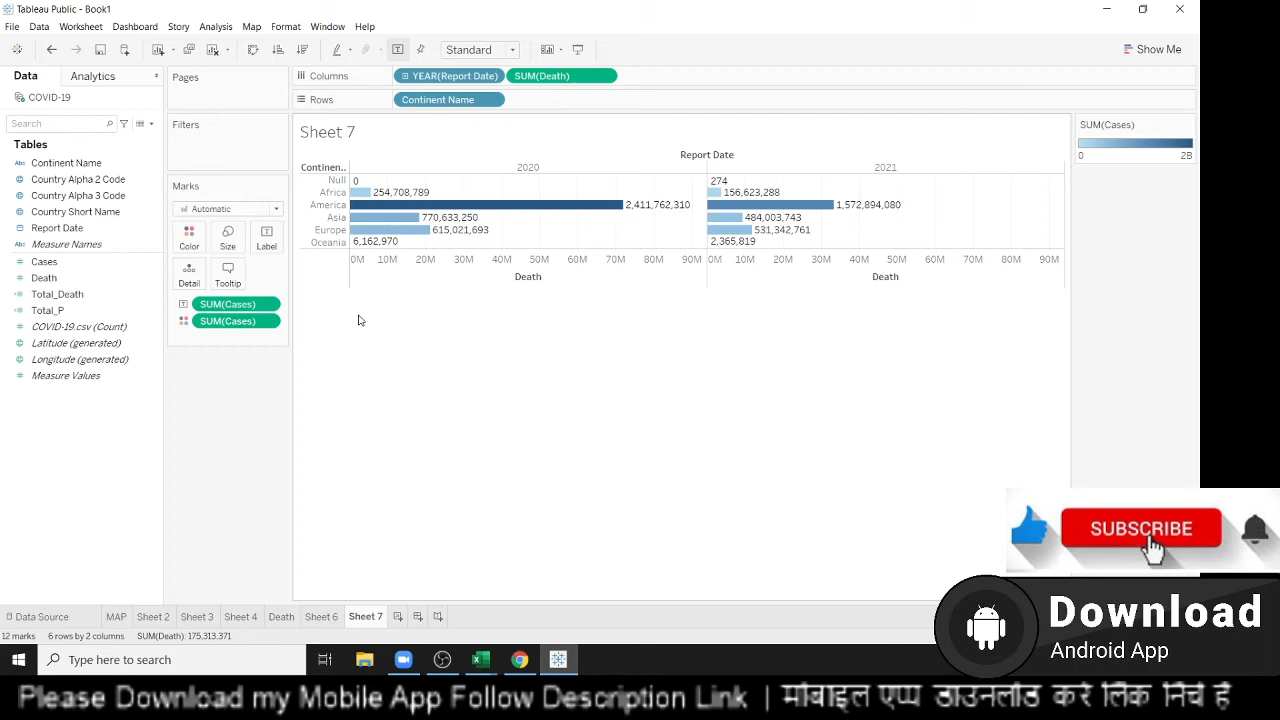 Tableau Public - Book1
File Data Worksheet Dashboard Story Analysis Map Format Window Help
Standard
Show Me
Data Analytics
Pages
Columns YEAR(Report Date) SUM(Death)
COVID-19
Rows Continent Name
Search
Filters
Sheet 7
SUM(Cases)
0 2B
Tables
Continent Name
Country Alpha 2 Code
Country Alpha 3 Code
Country Short Name
Report Date
Measure Names
Cases
Death
Total_Death
Total_P
COVID-19.csv (Count)
Latitude (generated)
Longitude (generated)
Measure Values
Marks
Automatic
Color Size Label
Detail Tooltip
SUM(Cases)
SUM(Cases)
Report Date
Continen.. 2020 2021
Null 0 274
Africa 254,708,789 156,623,288
America 2,411,762,310 1,572,894,080
Asia 770,633,250 484,003,743
Europe 615,021,693 531,342,761
Oceania 6,162,970 2,365,819
0M 10M 20M 30M 40M 50M 60M 70M 80M 90M 0M 10M 20M 30M 40M 50M 60M 70M 80M 90M
Death Death
SUBSCRIBE
Download
Android App
Data Source MAP Sheet 2 Sheet 3 Sheet 4 Death Sheet 6 Sheet 7
12 marks 6 rows by 2 columns SUM(Death): 175,313,371
Type here to search
Please Download my Mobile App Follow Description Link | मोबाइल एप्प डाउनलोड करे लिंक निचे है